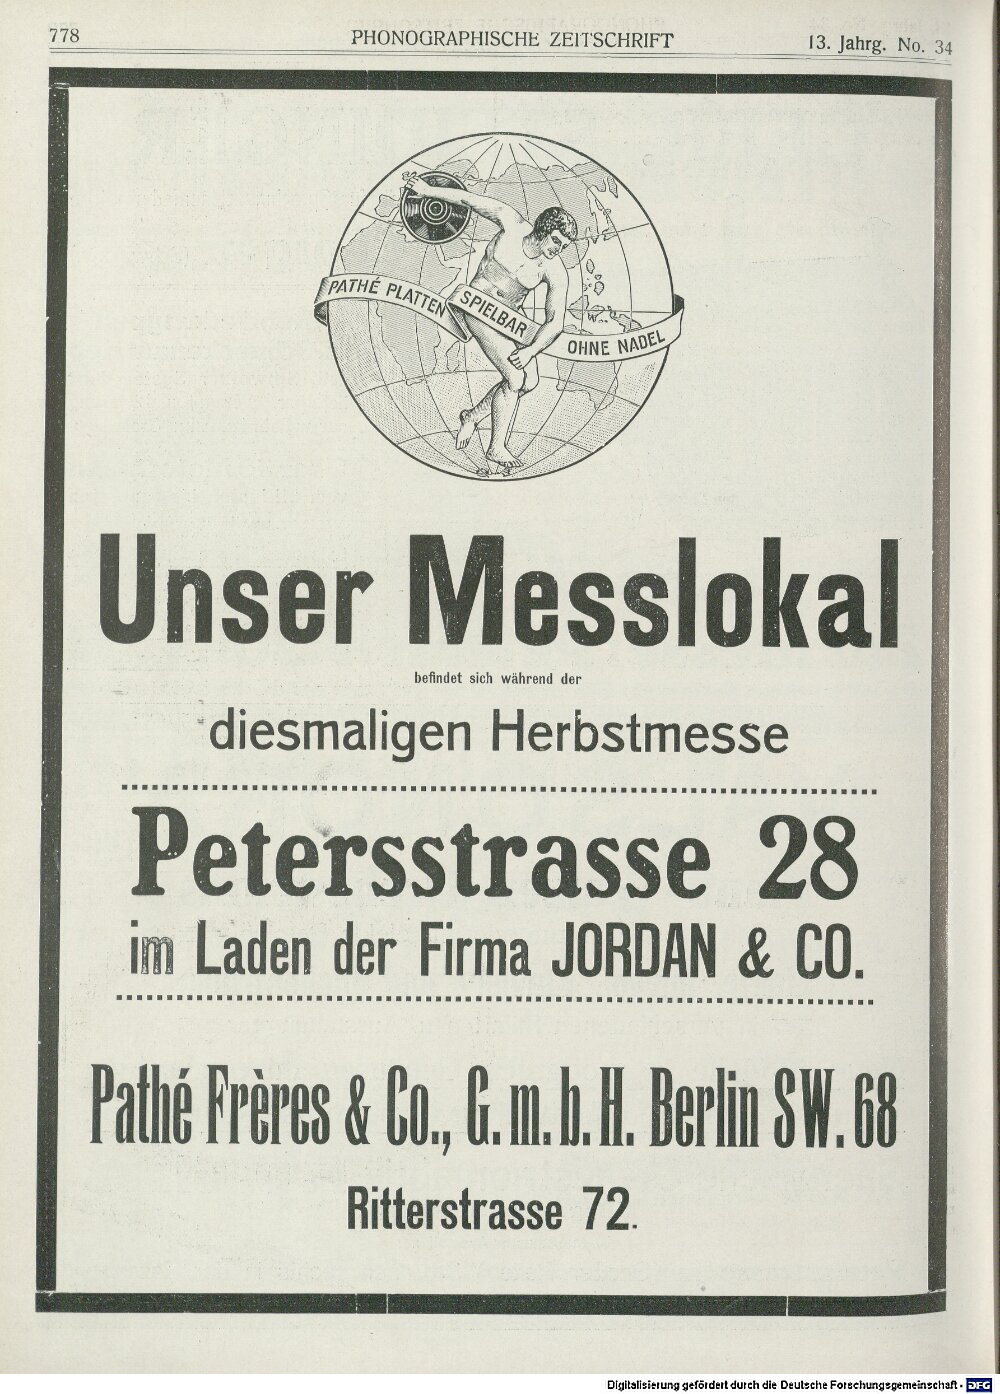 778 PHONOGRAPHISCHE ZEITSCHRIFT 13. Jahrg. No. 34
PATHÉ PLATTEN SPIELBAR OHNE NADEL
Unser Messlokal
befindet sich während der
diesmaligen Herbstmesse
Petersstrasse 28
im Laden der Firma JORDAN & CO.
Pathé Frères & Co., G. m. b. H. Berlin SW. 68
Ritterstrasse 72.
Digitalisierung gefördert durch die Deutsche Forschungsgemeinschaft - DFG